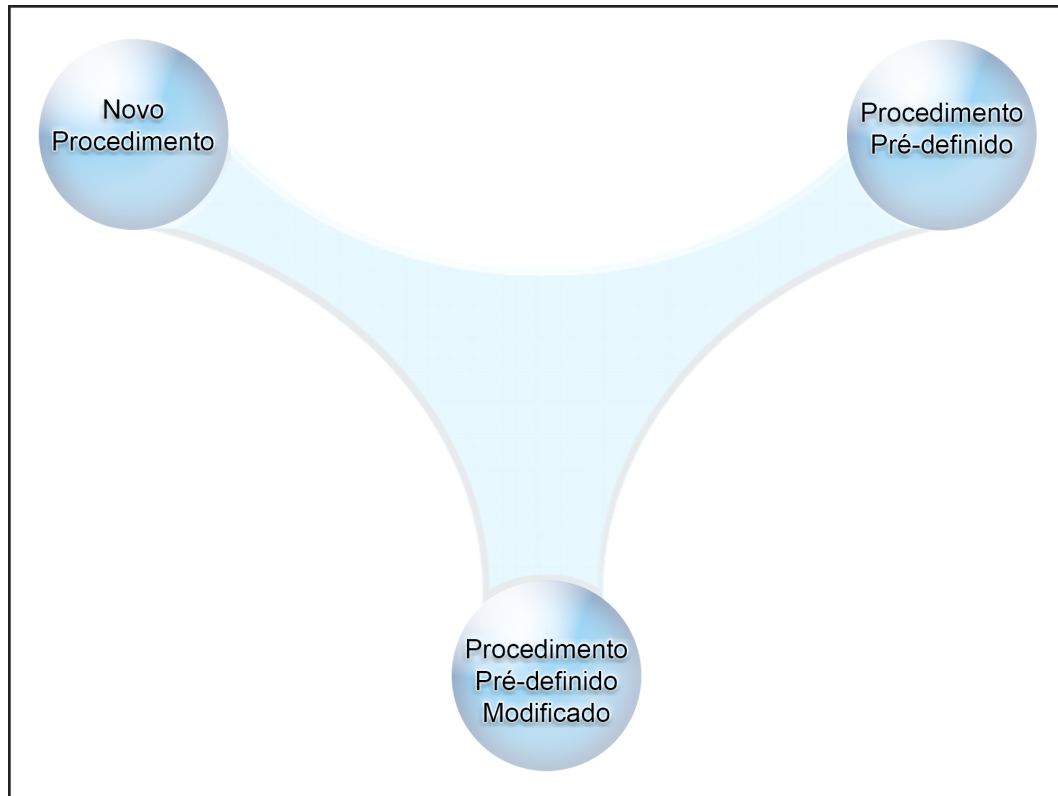 Novo
Procedimento
Procedimento
Pré-definido
Procedimento
Pré-definido
Modificado